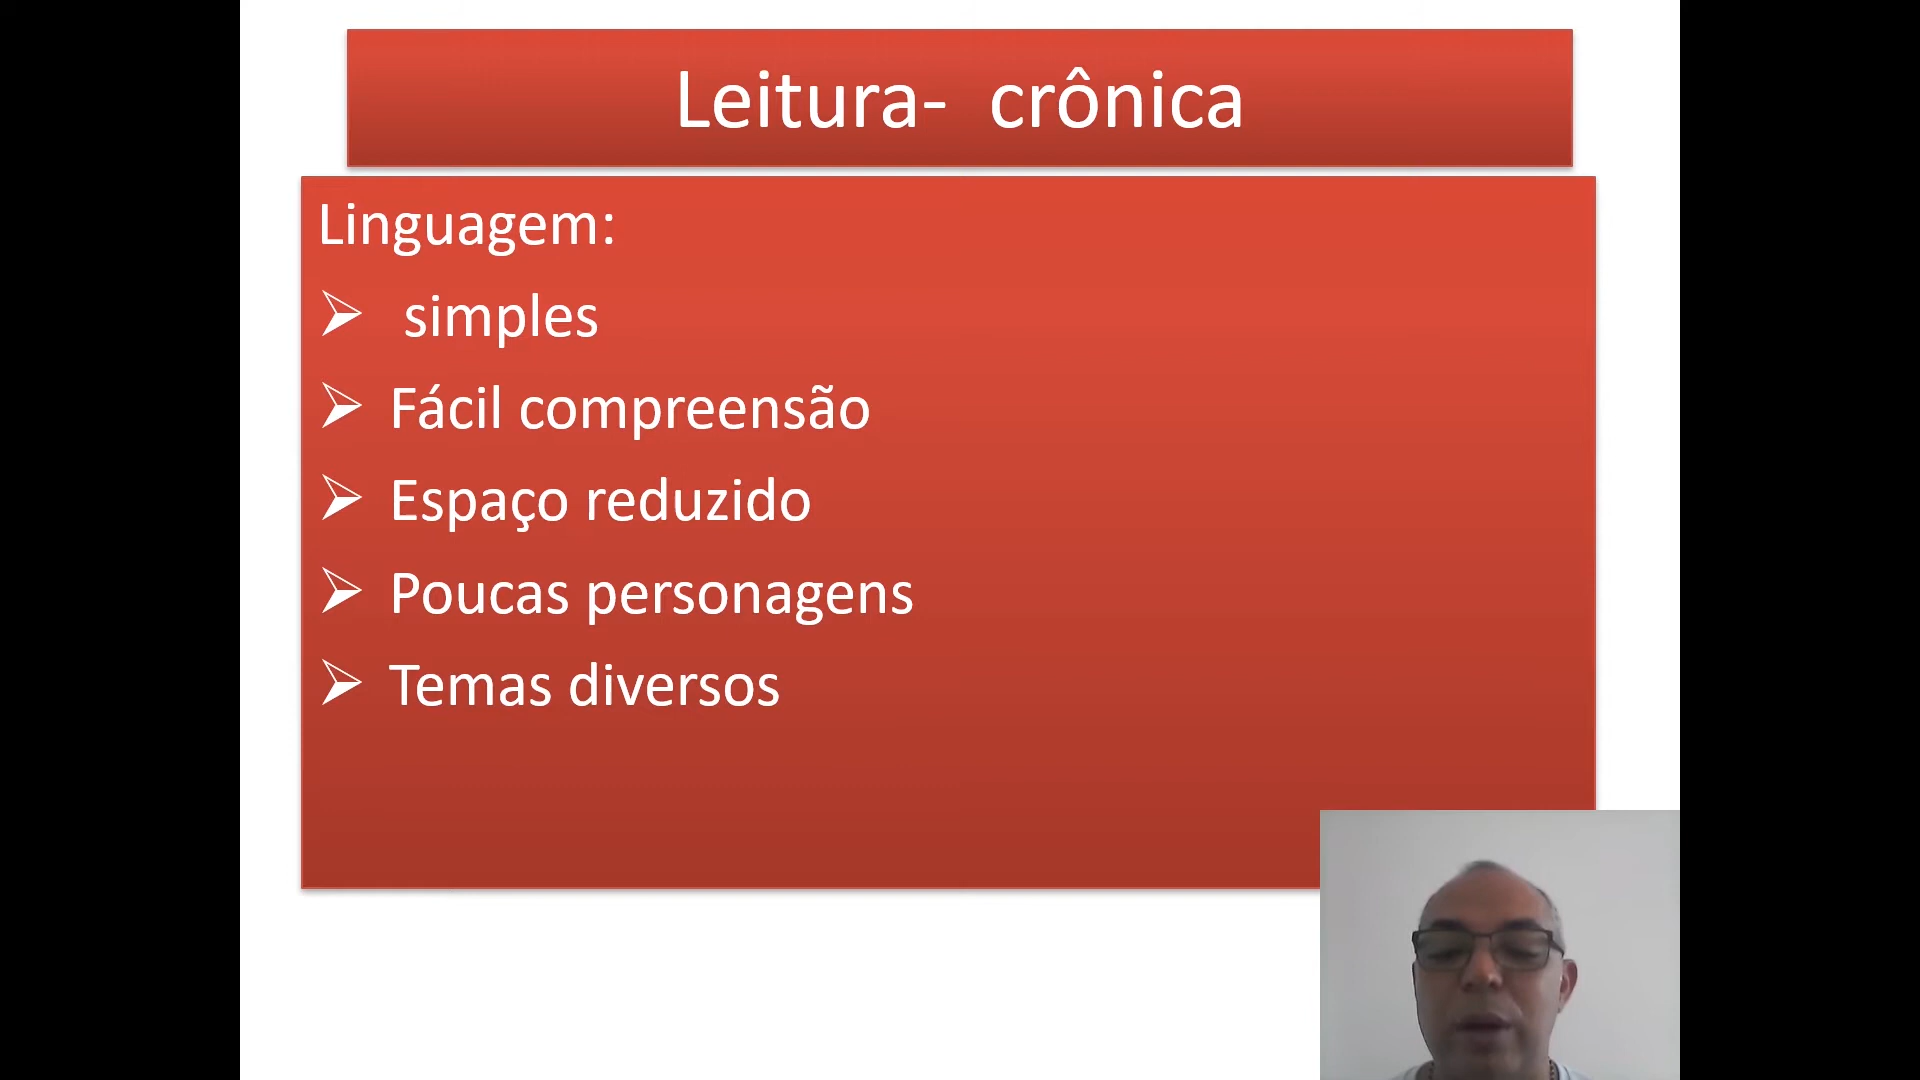 Leitura- crônica
Linguagem:
➢ simples
➢ Fácil compreensão
➢ Espaço reduzido
➢ Poucas personagens
➢ Temas diversos